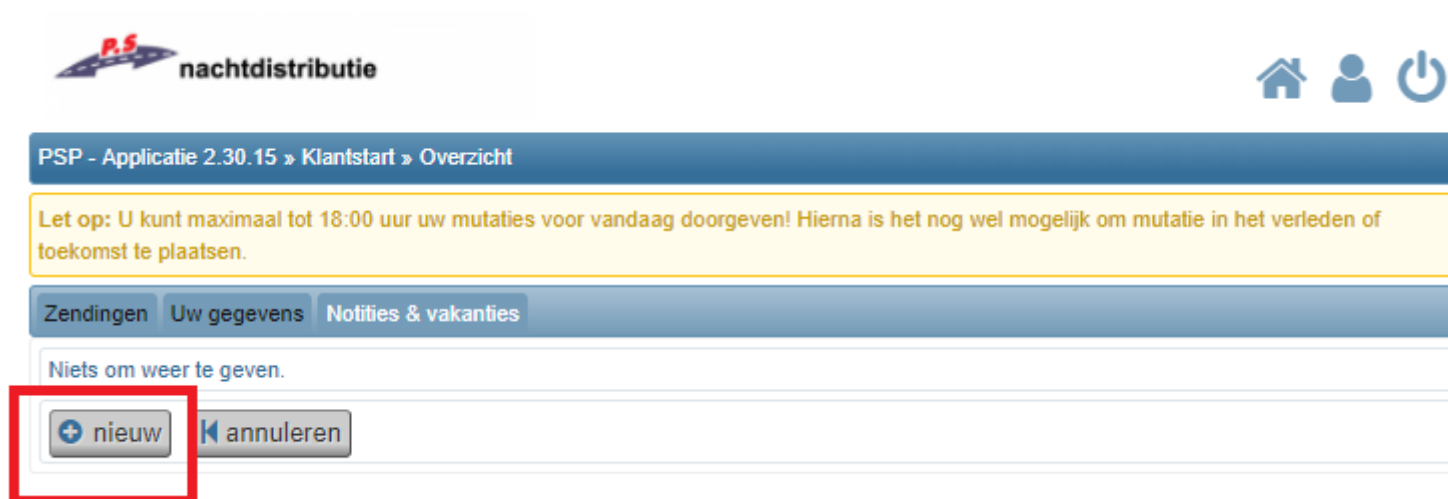 P.S
nachtdistributie
PSP - Applicatie 2.30.15 » Klantstart » Overzicht
Let op: U kunt maximaal tot 18:00 uur uw mutaties voor vandaag doorgeven! Hierna is het nog wel mogelijk om mutatie in het verleden of
toekomst te plaatsen.
Zendingen Uw gegevens Notities & vakanties
Niets om weer te geven.
nieuw annuleren